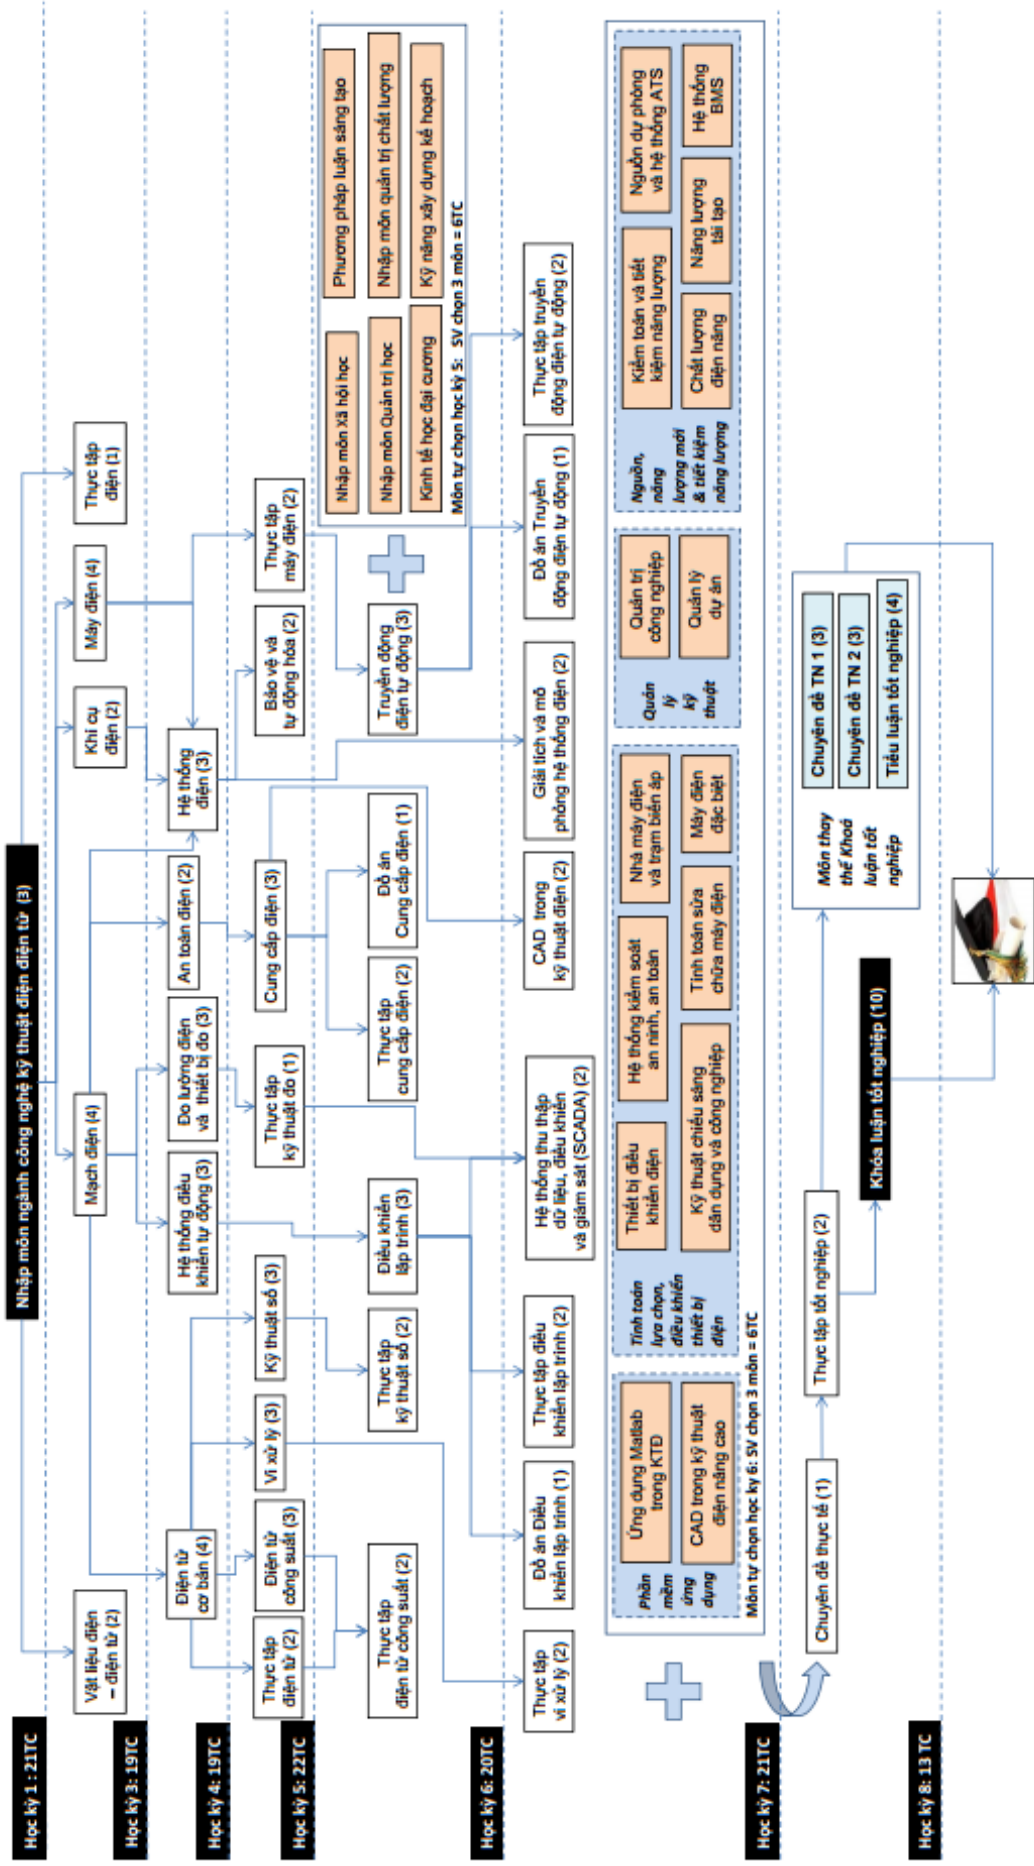 Nhập môn ngành công nghệ kỹ thuật điện điện tử (3)
Học kỳ 1 : 21TC
Vật liệu điện
– điện tử (2)
Mạch điện (4)
Khí cụ
điện (2)
Máy điện (4)
Thực tập
điện (1)
Học kỳ 3: 19TC
Điện tử
cơ bản (4)
Hệ thống điều
khiển tự động (3)
Đo lường điện
và thiết bị đo (3)
An toàn điện (2)
Hệ thống
điện (3)
Học kỳ 4: 19TC
Thực tập
điện tử (2)
Điện tử
công suất (3)
Vi xử lý (3)
Kỹ thuật số (3)
Thực tập
kỹ thuật đo (1)
Cung cấp điện (3)
Bảo vệ và
tự động hóa (2)
Thực tập
máy điện (2)
Học kỳ 5: 22TC
Thực tập
điện tử công suất (2)
Thực tập
kỹ thuật số (2)
Điều khiển
lập trình (3)
Thực tập
cung cấp điện (2)
Đồ án
Cung cấp điện (1)
Truyền động
điện tự động (3)
Nhập môn Xã hội học
Phương pháp luận sáng tạo
Nhập môn Quản trị học
Nhập môn quản trị chất lượng
Kinh tế học đại cương
Kỹ năng xây dựng kế hoạch
Môn tự chọn học kỳ 5: SV chọn 3 môn = 6TC
Học kỳ 6: 20TC
Thực tập
vi xử lý (2)
Đồ án Điều
khiển lập trình (1)
Thực tập điều
khiển lập trình (2)
Hệ thống thu thập
dữ liệu, điều khiển
và giám sát (SCADA) (2)
CAD trong
kỹ thuật điện (2)
Giải tích và mô
phỏng hệ thống điện (2)
Đồ án Truyền
động điện tự động (1)
Thực tập truyền
động điện tự động (2)
Phần
mềm
ứng
dụng
Ứng dụng Matlab
trong KTĐ
CAD trong kỹ thuật
điện nâng cao
Tính toán
lựa chọn,
điều khiển
thiết bị
điện
Thiết bị điều
khiển điện
Hệ thống kiểm soát
an ninh, an toàn
Nhà máy điện
và trạm biến áp
Kỹ thuật chiếu sáng
dân dụng và công nghiệp
Tính toán sửa
chữa máy điện
Máy điện
đặc biệt
Quản
lý
kỹ
thuật
Quản trị
công nghiệp
Quản lý
dự án
Nguồn,
năng
lượng mới
& tiết kiệm
năng lượng
Kiểm toán và tiết
kiệm năng lượng
Nguồn dự phòng
và hệ thống ATS
Chất lượng
điện năng
Năng lượng
tái tạo
Hệ thống
BMS
Môn tự chọn học kỳ 6: SV chọn 3 môn = 6TC
Học kỳ 7: 21TC
Chuyên đề thực tế (1)
Thực tập tốt nghiệp (2)
Khóa luận tốt nghiệp (10)
Môn thay
thế Khoá
luận tốt
nghiệp
Chuyên đề TN 1 (3)
Chuyên đề TN 2 (3)
Tiểu luận tốt nghiệp (4)
Học kỳ 8: 13 TC